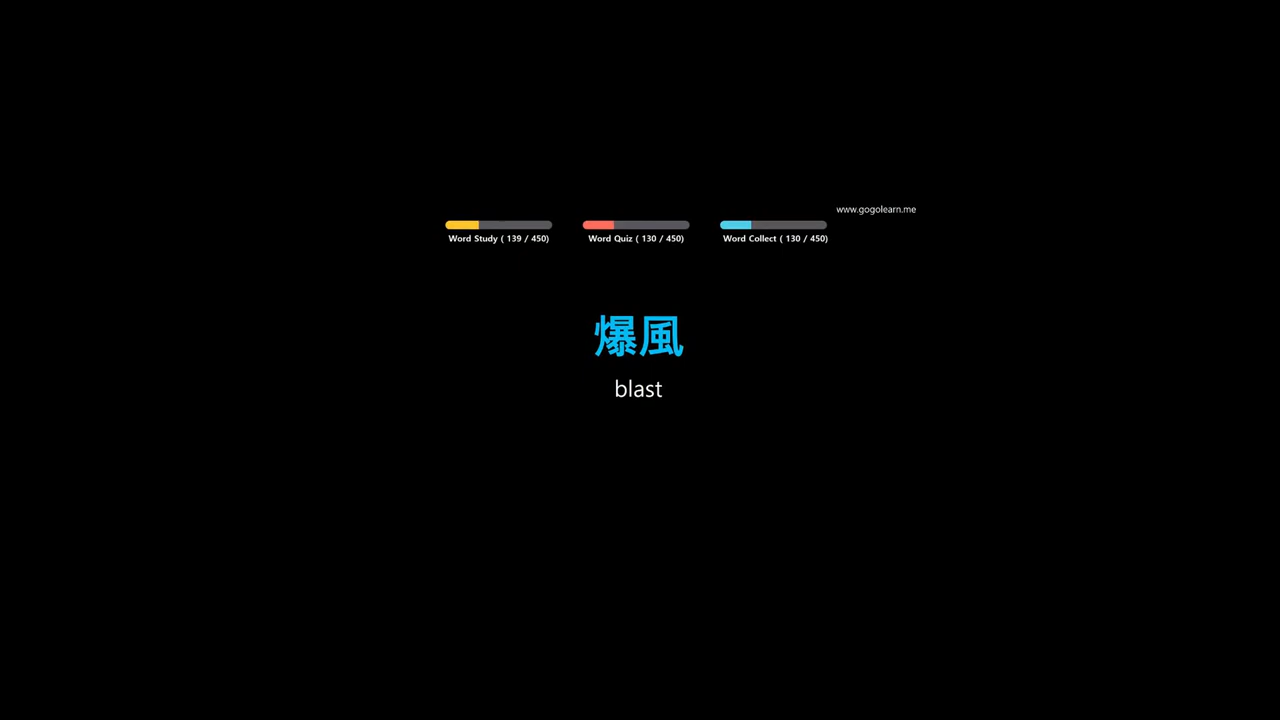 www.gogolearn.me
Word Study ( 139 / 450)
Word Quiz ( 130 / 450)
Word Collect ( 130 / 450)
爆風
blast